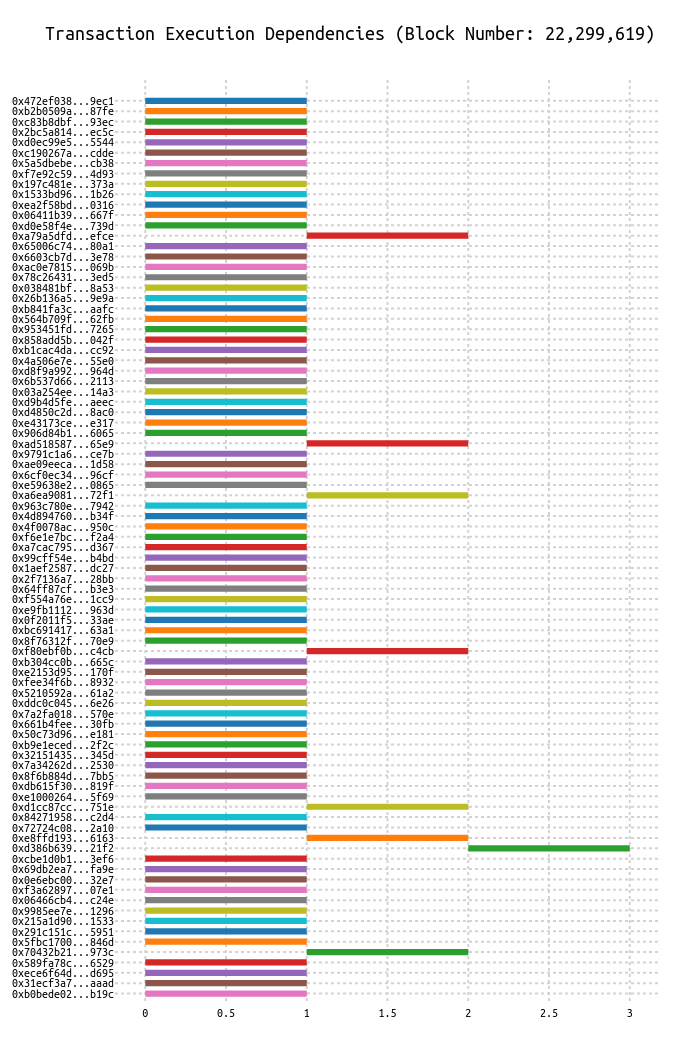 Transaction Execution Dependencies (Block Number: 22,299,619)
0x472ef038...9ec1
0xb2b0509a...87fe
0xc83b8dbf...93ec
0x2bc5a814...ec5c
0xd0ec99e5...5544
0xc190267a...cdde
0x5a5dbebe...cb38
0xf7e92c59...4d93
0x197c481e...373a
0x1533bd96...1b26
0xea2f58bd...0316
0x06411b39...667f
0xd0e58f4e...739d
0xa79a5dfd...efce
0x65006c74...80a1
0x6603cb7d...3e78
0xac0e7815...069b
0x78c26431...3ed5
0x038481bf...8a53
0x26b136a5...9e9a
0xb841fa3c...aafc
0x564b709f...62fb
0x953451fd...7265
0x858add5b...042f
0xb1cac4da...cc92
0x4a506e7e...55e0
0xd8f9a992...964d
0x6b537d66...2113
0x03a254ee...14a3
0xd9b4d5fe...aeec
0xd4850c2d...8ac0
0xe43173ce...e317
0x906d84b1...6065
0xad518587...65e9
0x9791c1a6...ce7b
0xae09eeca...1d58
0x6cf0ec34...96cf
0xe59638e2...0865
0xa6ea9081...72f1
0x963c780e...7942
0x4d894760...b34f
0x4f0078ac...950c
0xf6e1e7bc...f2a4
0xa7cac795...d367
0x99cff54e...b4bd
0x1aef2587...dc27
0x2f7136a7...28bb
0x64ff87cf...b3e3
0xf554a76e...1cc9
0xe9fb1112...963d
0x0f2011f5...33ae
0xbc691417...63a1
0x8f76312f...70e9
0xf80ebf0b...c4cb
0xb304cc0b...665c
0xe2153d95...170f
0xfee34f6b...8932
0x5210592a...61a2
0xddc0c045...6e26
0x7a2fa018...570e
0x661b4fee...30fb
0x50c73d96...e181
0xb9e1eced...2f2c
0x32151435...345d
0x7a34262d...2530
0x8f6b884d...7bb5
0xdb615f30...819f
0xe1000264...5f69
0xd1cc87cc...751e
0x84271958...c2d4
0x72724c08...2a10
0xe8ffd193...6163
0xd386b639...21f2
0xcbe1d0b1...3ef6
0x69db2ea7...fa9e
0x0e6ebc00...32e7
0xf3a62897...07e1
0x06466cb4...c24e
0x9985ee7e...1296
0x215a1d90...1533
0x291c151c...5951
0x5fbc1700...846d
0x70432b21...973c
0x589fa78c...6529
0xece6f64d...d695
0x31ecf3a7...aaad
0xb0bede02...b19c
0 0.5 1 1.5 2 2.5 3